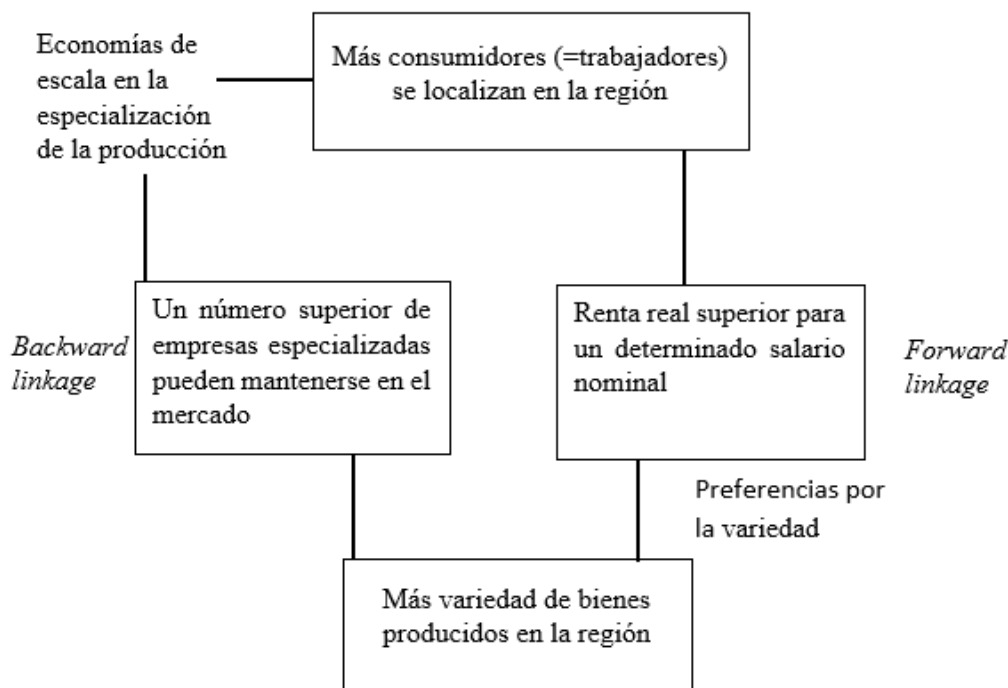 Economías de
escala en la
especialización
de la producción
Más consumidores (=trabajadores)
se localizan en la región
Backward
linkage
Un número superior de
empresas especializadas
pueden mantenerse en el
mercado
Renta real superior para
un determinado salario
nominal
Forward
linkage
Preferencias por
la variedad
Más variedad de bienes
producidos en la región